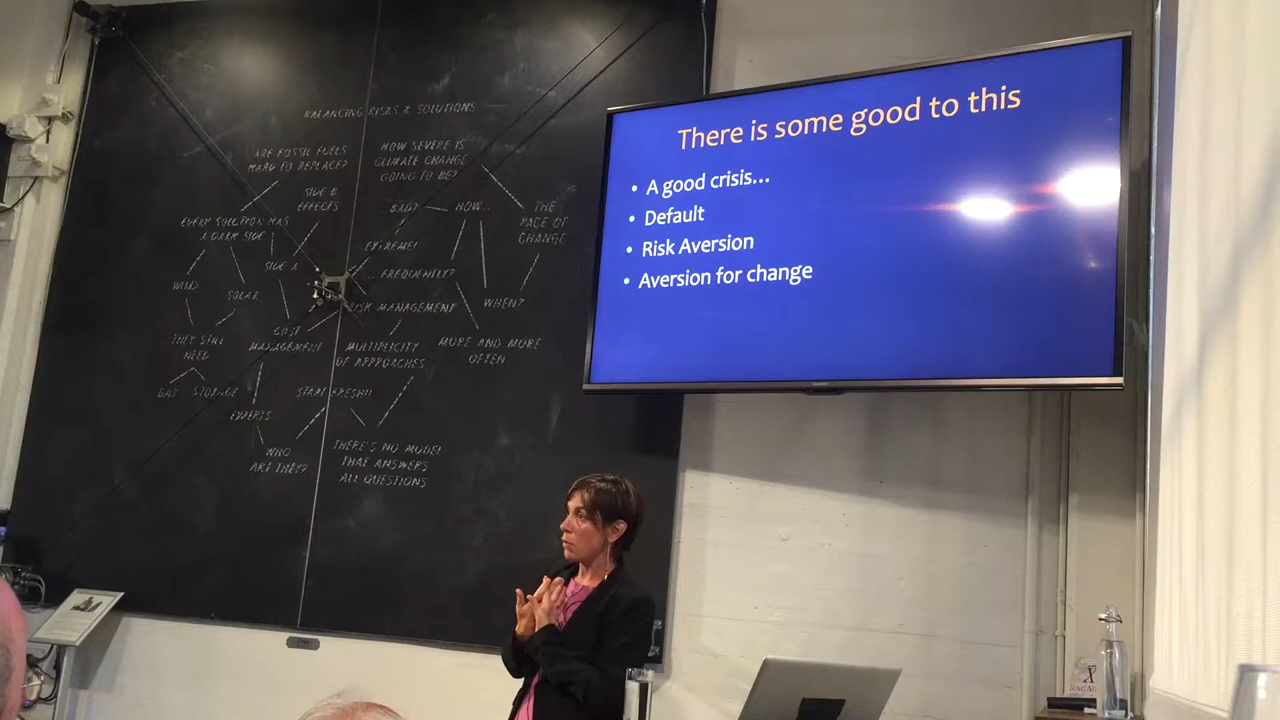 BALANCING RISKS & SOLUTIONS
ARE FOSSIL FUELS
HARD TO REPLACE?
HOW SEVERE IS
CLIMATE CHANGE
GOING TO BE?
SIDE
EFFECTS
EVERY SOLUTION HAS
A DARK SIDE
BAD?
HOW...
THE
PACE OF
CHANGE
EXTREME?
SIDE
...FREQUENTLY?
WIND
SOLAR
RISK MANAGEMENT
WHEN?
COST
MANAGEMENT
THEY STILL
NEED
MULTIPLICITY
OF APPROACHES
MORE AND MORE
OFTEN
GAS STORAGE
START FRESH!!
EXPERTS
WHO
ARE THEY?
THERE'S NO MODEL
THAT ANSWERS
ALL QUESTIONS
There is some good to this
• A good crisis...
• Default
• Risk Aversion
• Aversion for change